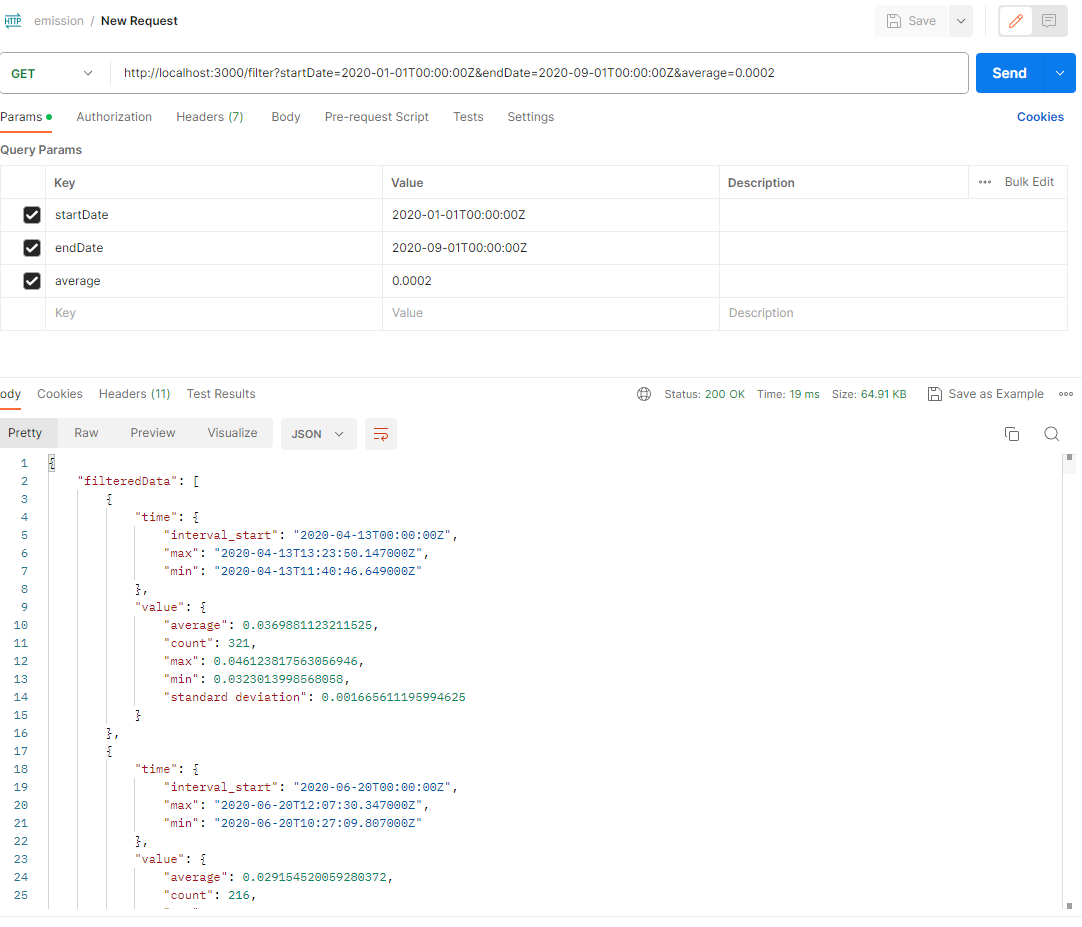 HTTP emission / New Request Save
GET http://localhost:3000/filter?startDate=2020-01-01T00:00:00Z&endDate=2020-09-01T00:00:00Z&average=0.0002 Send
Params Authorization Headers (7) Body Pre-request Script Tests Settings Cookies
Query Params
Key Value Description ••• Bulk Edit
startDate 2020-01-01T00:00:00Z
endDate 2020-09-01T00:00:00Z
average 0.0002
Key Value Description
ody Cookies Headers (11) Test Results Status: 200 OK Time: 19 ms Size: 64.91 KB Save as Example
Pretty Raw Preview Visualize JSON
1 {
2 "filteredData": [
3 {
4 "time": {
5 "interval_start": "2020-04-13T00:00:00Z",
6 "max": "2020-04-13T13:23:50.147000Z",
7 "min": "2020-04-13T11:40:46.649000Z"
8 },
9 "value": {
10 "average": 0.0369881123211525,
11 "count": 321,
12 "max": 0.046123817563056946,
13 "min": 0.0323013998568058,
14 "standard deviation": 0.001665611195994625
15 }
16 },
17 {
18 "time": {
19 "interval_start": "2020-06-20T00:00:00Z",
20 "max": "2020-06-20T12:07:30.347000Z",
21 "min": "2020-06-20T10:27:09.807000Z"
22 },
23 "value": {
24 "average": 0.029154520059280372,
25 "count": 216,